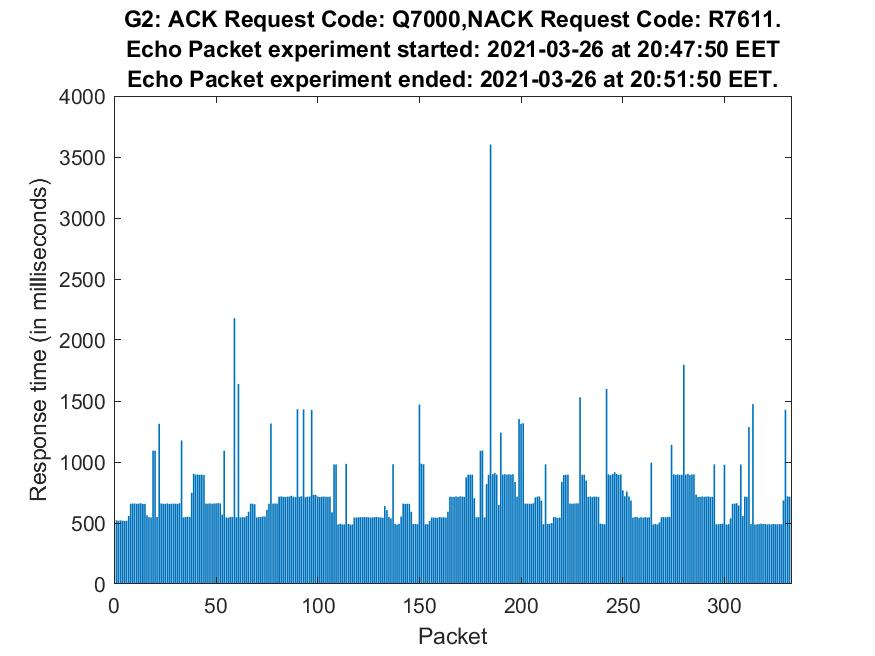 G2: ACK Request Code: Q7000,NACK Request Code: R7611.
Echo Packet experiment started: 2021-03-26 at 20:47:50 EET
Echo Packet experiment ended: 2021-03-26 at 20:51:50 EET.
4000
3500
3000
2500
2000
1500
1000
500
0
Response time (in milliseconds)
0 50 100 150 200 250 300
Packet